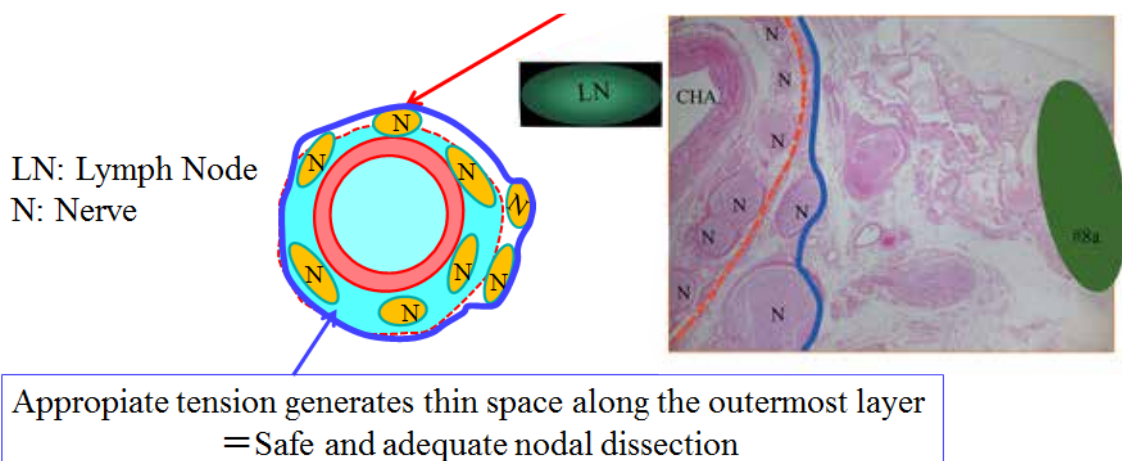 LN
CHA
N
N
N
N
N
N
N
N
N
#8a
LN: Lymph Node
N: Nerve
N
N
N
N
N
N
N
N
Appropiate tension generates thin space along the outermost layer
=Safe and adequate nodal dissection